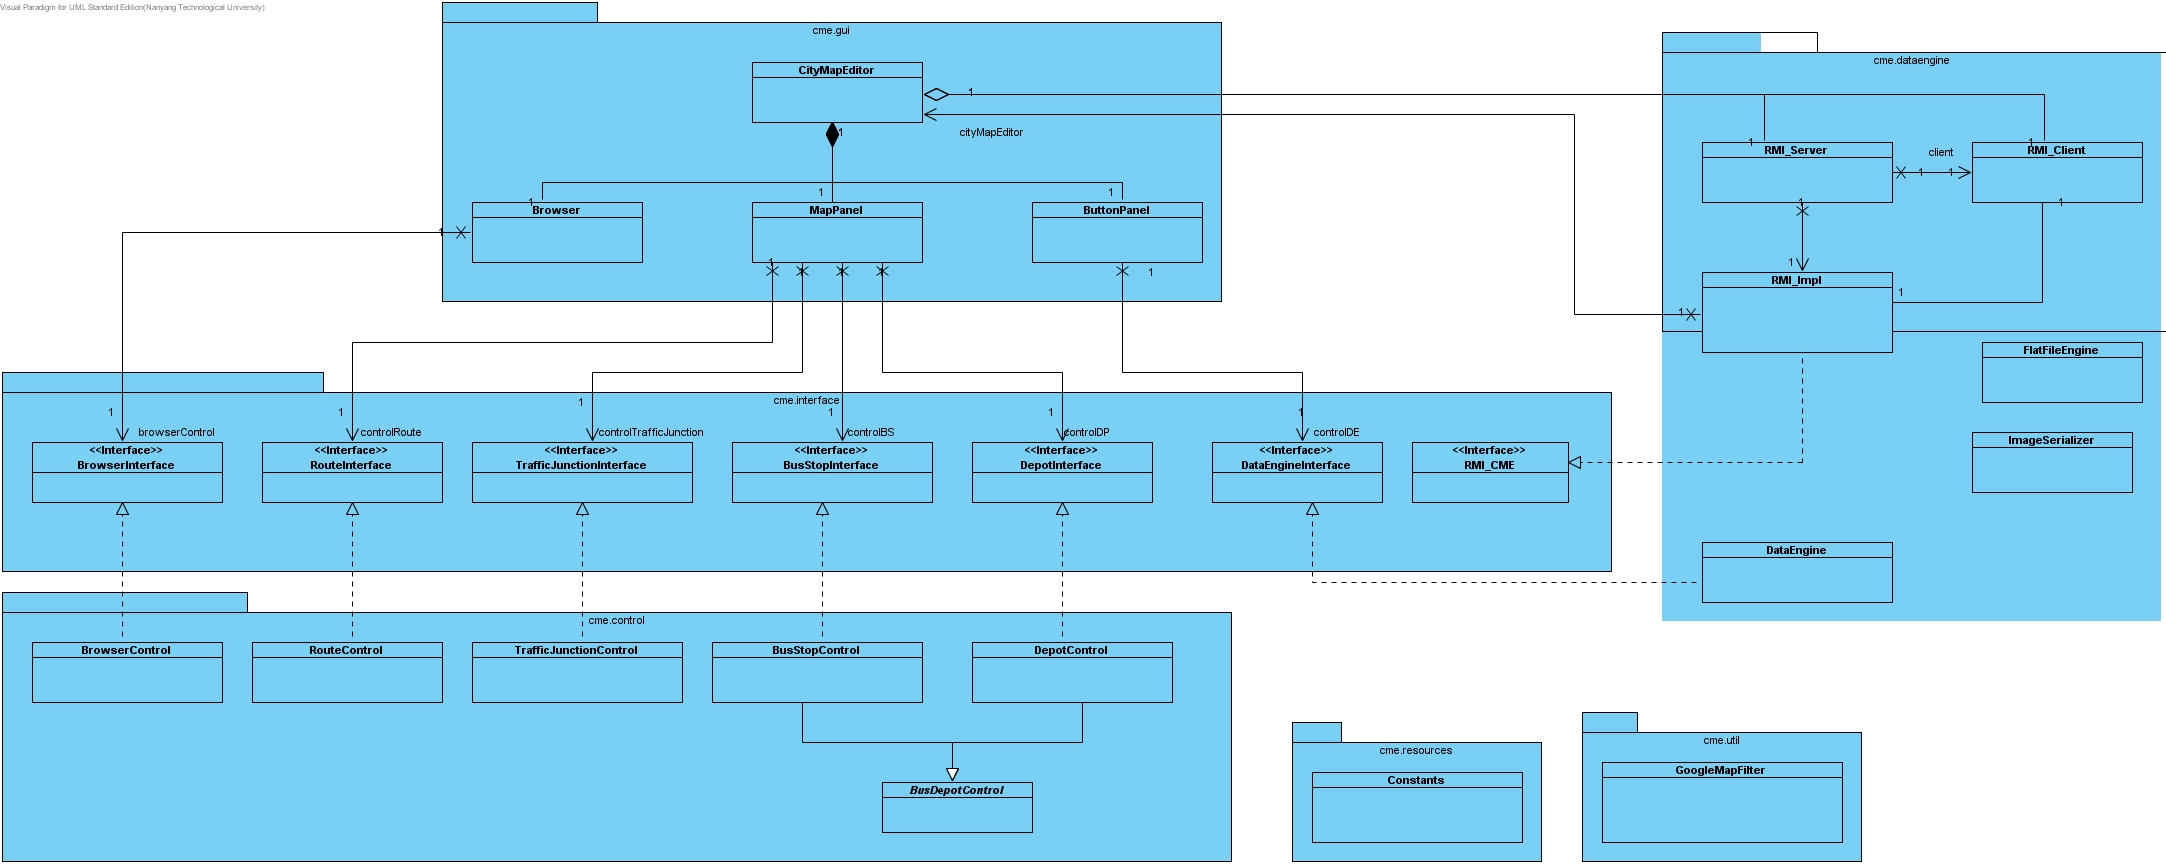 Visual Paradigm for UML Standard Edition(Nanyang Technological University)
cme.gui
CityMapEditor
1
cityMapEditor
1
1
Browser
1
MapPanel
1
ButtonPanel
1
1
1
1
1
1
1
cme.dataengine
1
RMI_Server
1
RMI_Client
client
1
1
1
1
1
RMI_Impl
1
1
FlatFileEngine
ImageSerializer
DataEngine
cme.interface
1
browserControl
<<Interface>>
BrowserInterface
1
controlRoute
<<Interface>>
RouteInterface
1
controlTrafficJunction
<<Interface>>
TrafficJunctionInterface
1
controlBS
<<Interface>>
BusStopInterface
1
controlDP
<<Interface>>
DepotInterface
1
controlDE
<<Interface>>
DataEngineInterface
<<Interface>>
RMI_CME
cme.control
BrowserControl
RouteControl
TrafficJunctionControl
BusStopControl
DepotControl
BusDepotControl
cme.resources
Constants
cme.util
GoogleMapFilter